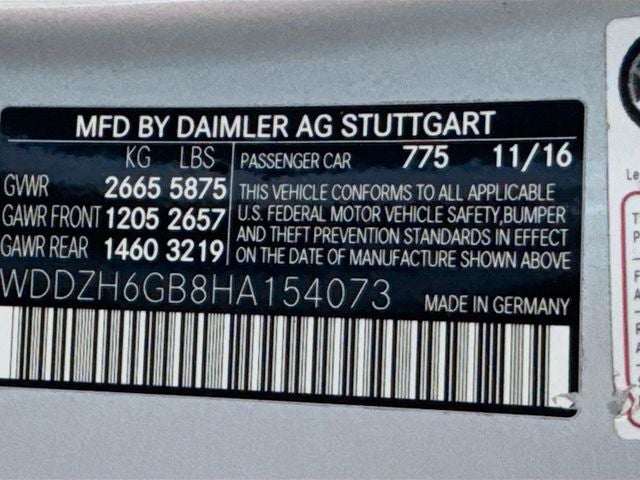 MFD BY DAIMLER AG STUTTGART
KG LBS
GVWR 2665 5875
GAWR FRONT 1205 2657
GAWR REAR 1460 3219
PASSENGER CAR 775 11/16
THIS VEHICLE CONFORMS TO ALL APPLICABLE
U.S. FEDERAL MOTOR VEHICLE SAFETY,BUMPER
AND THEFT PREVENTION STANDARDS IN EFFECT
ON THE DATE OF MANUFACTURE SHOWN ABOVE
WDDZH6GB8HA154073 MADE IN GERMANY